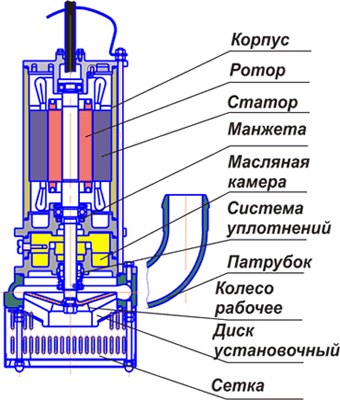 Корпус
Ротор
Статор
Манжета
Масляная
камера
Система
уплотнений
Патрубок
Колесо
рабочее
Диск
установочный
Сетка